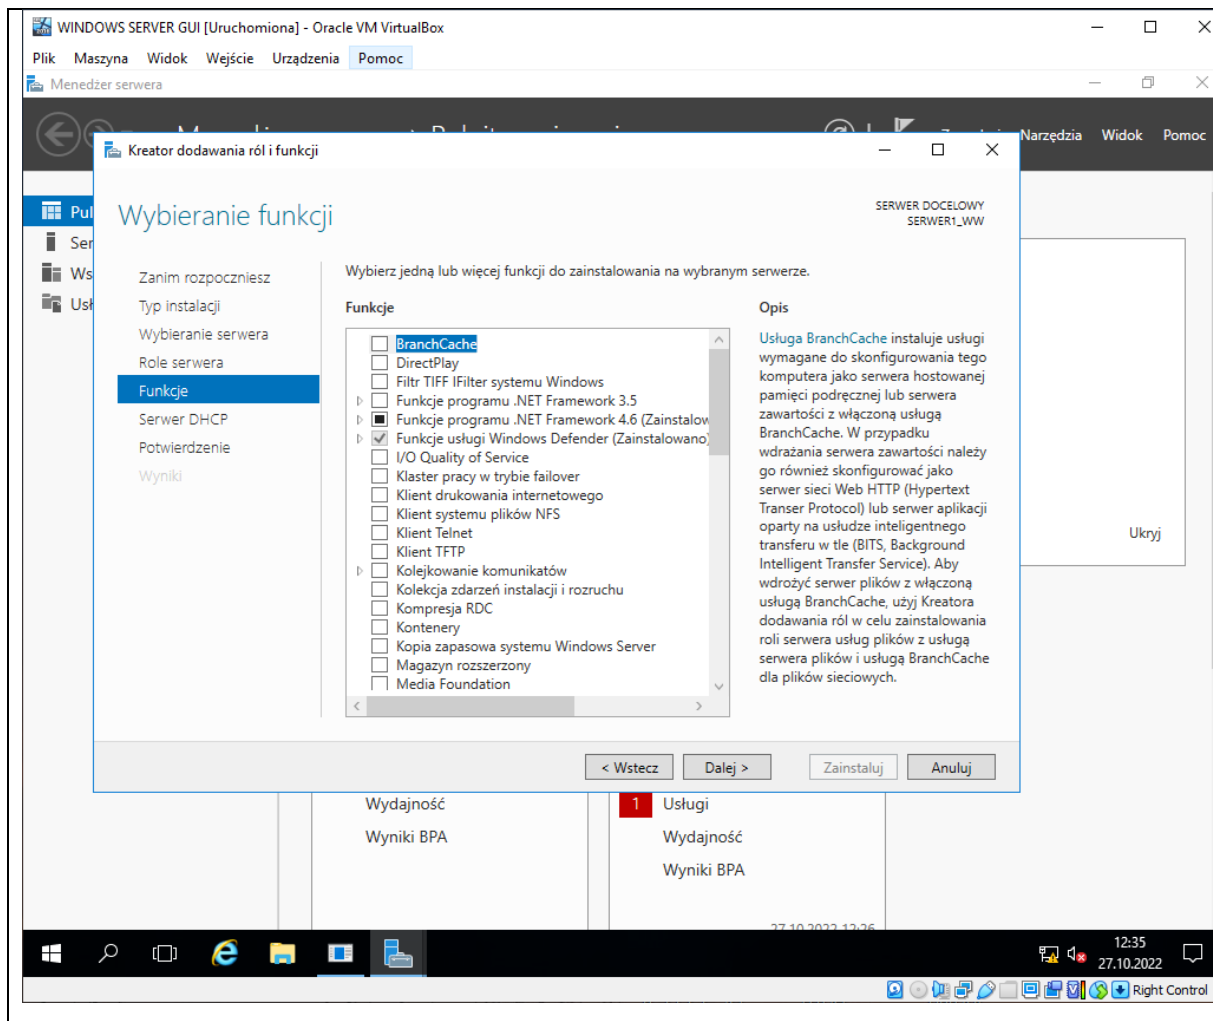 WINDOWS SERVER GUI [Uruchomiona] - Oracle VM VirtualBox
Plik Maszyna Widok Wejście Urządzenia Pomoc
Menedżer serwera
Narzędzia Widok Pomoc
Kreator dodawania ról i funkcji
Wybieranie funkcji
SERWER DOCELOWY
SERWER1_WW
Pul
Ser
Ws
Usł
Zanim rozpoczniesz
Typ instalacji
Wybieranie serwera
Role serwera
Funkcje
Serwer DHCP
Potwierdzenie
Wyniki
Wybierz jedną lub więcej funkcji do zainstalowania na wybranym serwerze.
Funkcje
BranchCache
DirectPlay
Filtr TIFF IFilter systemu Windows
Funkcje programu .NET Framework 3.5
Funkcje programu .NET Framework 4.6 (Zainstalow
Funkcje usługi Windows Defender (Zainstalowano)
I/O Quality of Service
Klaster pracy w trybie failover
Klient drukowania internetowego
Klient systemu plików NFS
Klient Telnet
Klient TFTP
Kolejkowanie komunikatów
Kolekcja zdarzeń instalacji i rozruchu
Kompresja RDC
Kontenery
Kopia zapasowa systemu Windows Server
Magazyn rozszerzony
Media Foundation
Opis
Usługa BranchCache instaluje usługi
wymagane do skonfigurowania tego
komputera jako serwera hostowanej
pamięci podręcznej lub serwera
zawartości z włączoną usługą
BranchCache. W przypadku
wdrażania serwera zawartości należy
go również skonfigurować jako
serwer sieci Web HTTP (Hypertext
Transer Protocol) lub serwer aplikacji
oparty na usłudze inteligentnego
transferu w tle (BITS, Background
Intelligent Transfer Service). Aby
wdrożyć serwer plików z włączoną
usługą BranchCache, użyj Kreatora
dodawania ról w celu zainstalowania
roli serwera usług plików z usługą
serwera plików i usługą BranchCache
dla plików sieciowych.
Ukryj
< Wstecz Dalej > Zainstaluj Anuluj
Wydajność
Wyniki BPA
1 Usługi
Wydajność
Wyniki BPA
27.10.2022 12:26
12:35
27.10.2022
Right Control